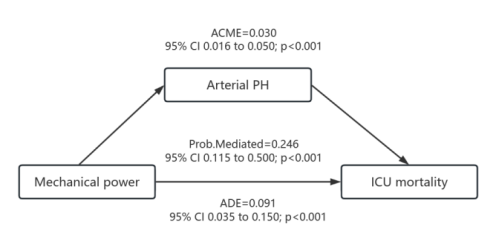 ACME=0.030
95% CI 0.016 to 0.050; p<0.001
Arterial PH
Prob.Mediated=0.246
95% CI 0.115 to 0.500; p<0.001
Mechanical power
ICU mortality
ADE=0.091
95% CI 0.035 to 0.150; p<0.001